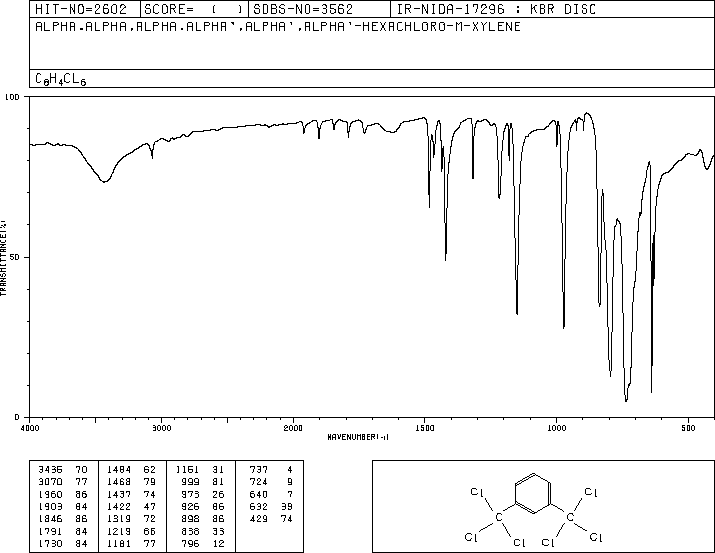 HIT-NO=2602 SCORE= ( ) SDBS-NO=3562 IR-NIDA-17296 : KBR DISC
ALPHA,ALPHA,ALPHA,ALPHA',ALPHA',ALPHA'-HEXACHLORO-M-XYLENE
C8H4CL6
100
50
0
TRANSMITTANCE(%)
4000 3000 2000 1500 1000 500
WAVENUMBER(-1)
3436 70 1484 62 1151 31 737 4
3070 77 1468 79 999 81 724 9
1960 86 1437 74 973 26 640 7
1903 84 1422 47 926 86 632 39
1846 86 1319 72 898 86 429 74
1791 84 1219 66 838 33
1730 84 1181 77 796 12
Cl Cl
Cl C C Cl
Cl Cl